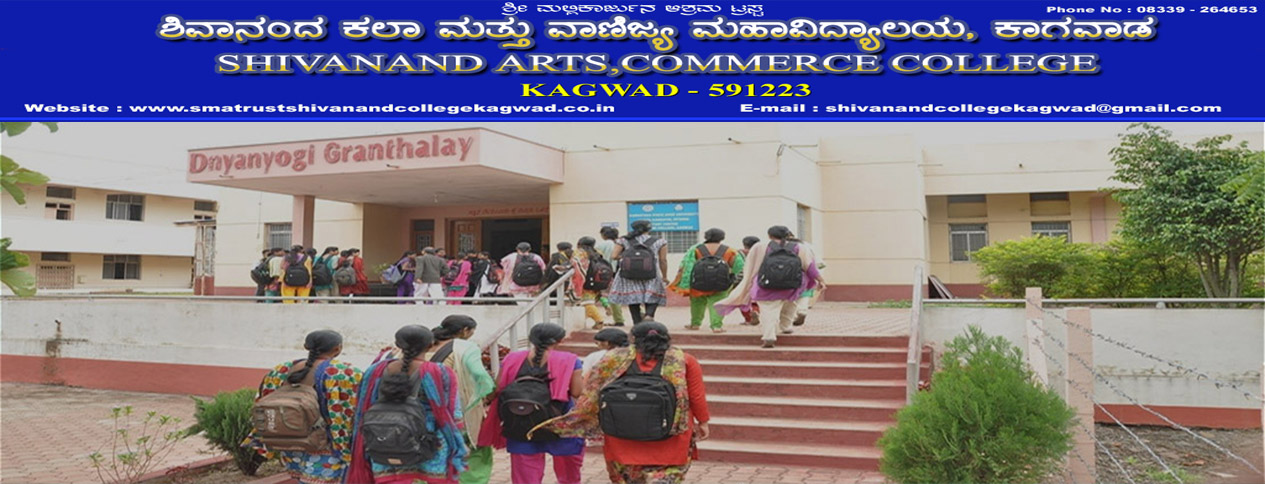 ಶ್ರೀ ಮಲ್ಲಿಕಾರ್ಜುನ ಆಶ್ರಮ ಟ್ರಸ್ಟ
Phone No : 08339 - 264653
ಶಿವಾನಂದ ಕಲಾ ಮತ್ತು ವಾಣಿಜ್ಯ ಮಹಾವಿದ್ಯಾಲಯ, ಕಾಗವಾಡ
SHIVANAND ARTS,COMMERCE COLLEGE
KAGWAD - 591223
Website : www.smatrustshivanandcollegekagwad.co.in
E-mail : shivanandcollegekagwad@gmail.com
Dnyanyogi Granthalay